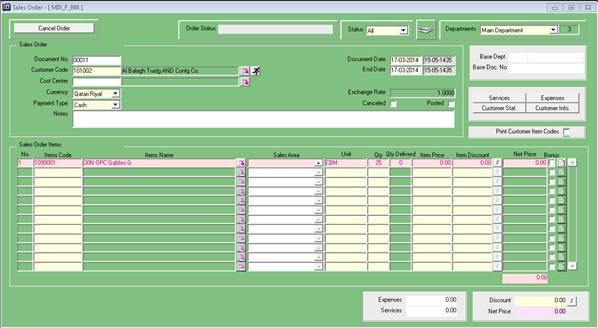 Sales Order - [ MIX_F_008 ]
Cancel Order
Order Status
Status All
Departments Main Department 3
Sales Order
Document No 00011
Document Date 17-03-2014 15-05-1435
Customer Code 101002 Al Balagh Tradg AND Contg Co.
End Date 17-03-2014 15-05-1435
Cost Center
Currency Qatari Riyal
Exchange Rate 1.0000
Payment Type Cash
Canceled Posted
Notes
Base Dept.
Base Doc. No.
Services Expenses
Customer Stat. Customer Info.
Print Customer Item Codes
Sales Order Items
No. Items Code Items Name Sales Area Unit Qty Qty Deliverd Item Price Item Discount Net Price Bonus
1 1090001 30N OPC Gabbro G CBM 25 0 0.00 0.00 % 0.00
0.00
Expenses 0.00
Services 0.00
Discount 0.00 %
Net Price 0.00